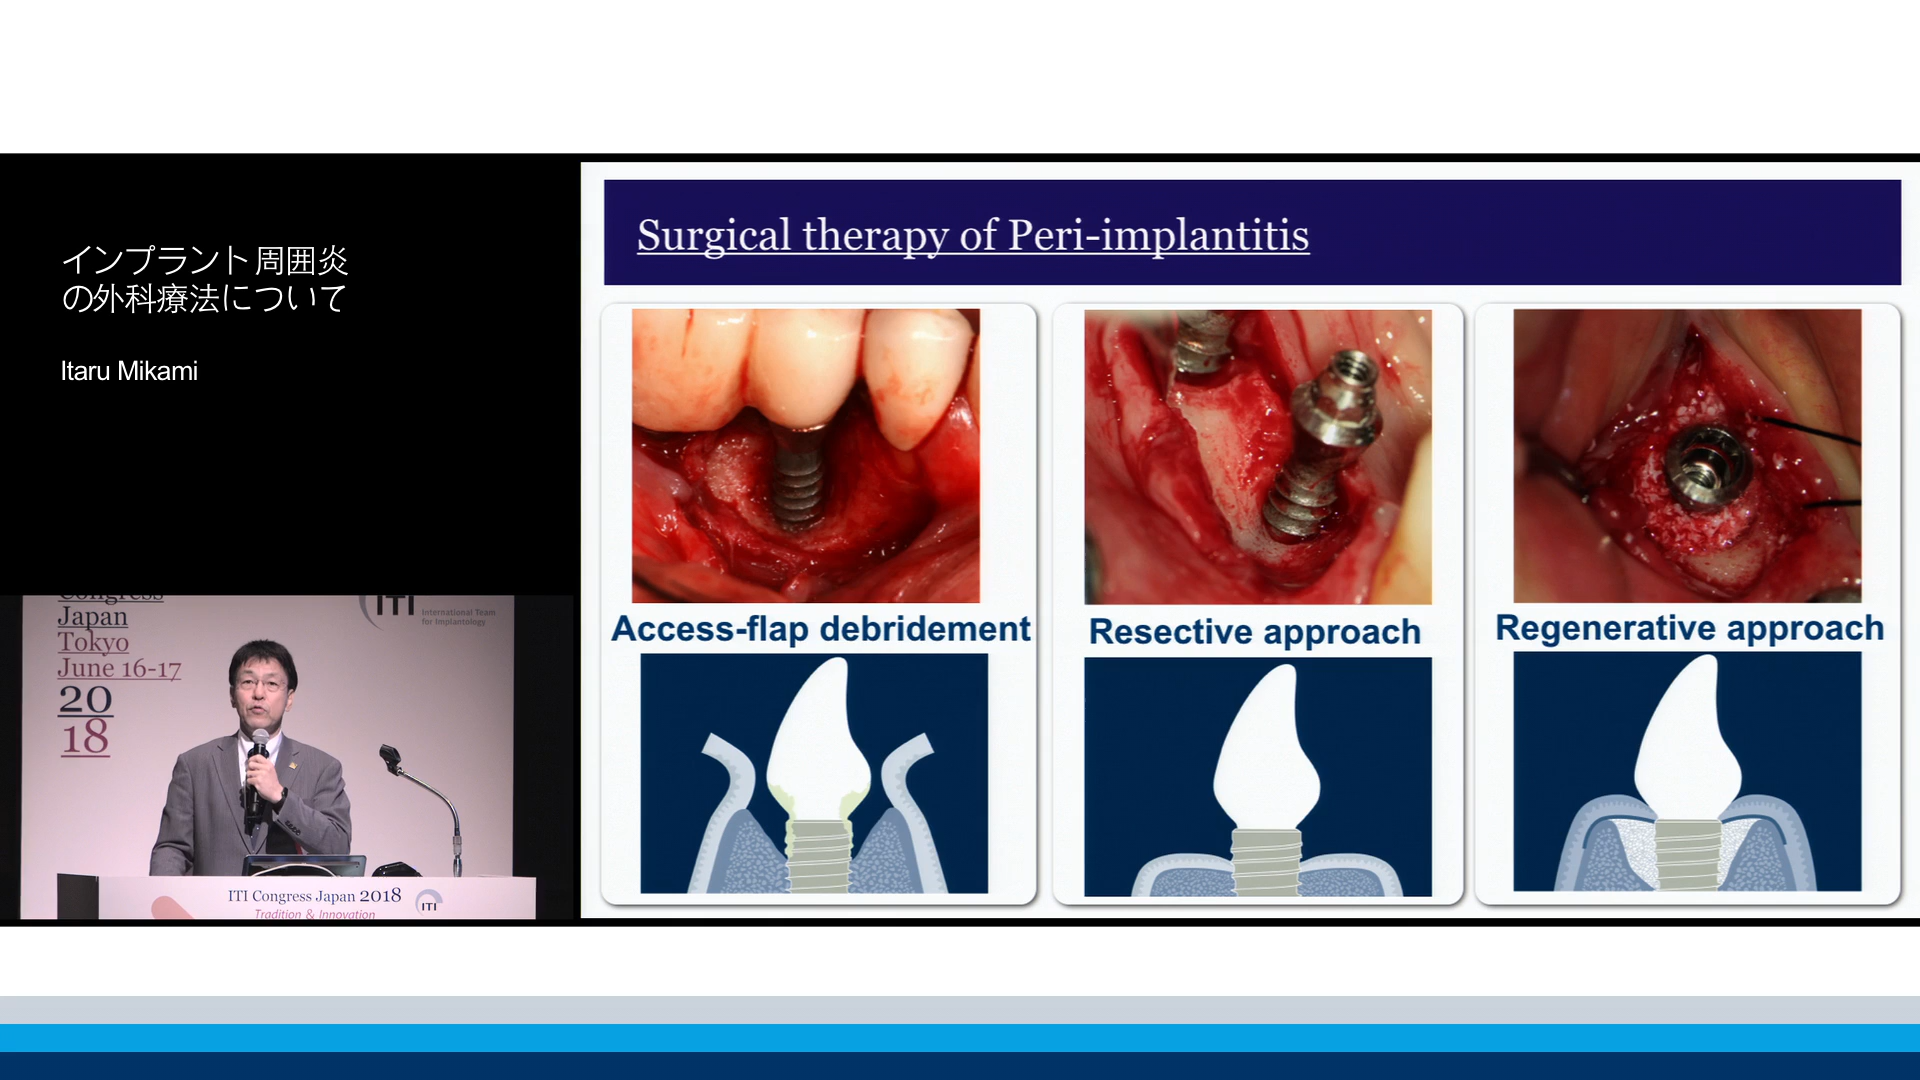 インプラント周囲炎
の外科療法について
Itaru Mikami
Congress
Japan
Tokyo
June 16-17
20
18
ITI
International Team
for Implantology
ITI Congress Japan 2018
ITI
Tradition & Innovation
Surgical therapy of Peri-implantitis
Access-flap debridement
Resective approach
Regenerative approach